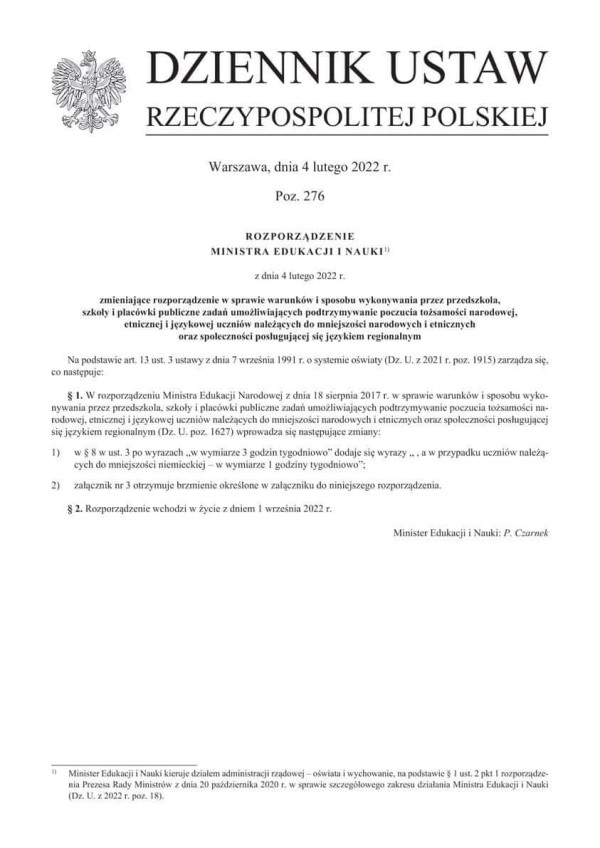 DZIENNIK USTAW
RZECZYPOSPOLITEJ POLSKIEJ
Warszawa, dnia 4 lutego 2022 r.
Poz. 276
ROZPORZĄDZENIE
MINISTRA EDUKACJI I NAUKI1)
z dnia 4 lutego 2022 r.
zmieniające rozporządzenie w sprawie warunków i sposobu wykonywania przez przedszkola,
szkoły i placówki publiczne zadań umożliwiających podtrzymywanie poczucia tożsamości narodowej,
etnicznej i językowej uczniów należących do mniejszości narodowych i etnicznych
oraz społeczności posługującej się językiem regionalnym
Na podstawie art. 13 ust. 3 ustawy z dnia 7 września 1991 r. o systemie oświaty (Dz. U. z 2021 r. poz. 1915) zarządza się,
co następuje:
§ 1. W rozporządzeniu Ministra Edukacji Narodowej z dnia 18 sierpnia 2017 r. w sprawie warunków i sposobu wyko-
nywania przez przedszkola, szkoły i placówki publiczne zadań umożliwiających podtrzymywanie poczucia tożsamości na-
rodowej, etnicznej i językowej uczniów należących do mniejszości narodowych i etnicznych oraz społeczności posługującej
się językiem regionalnym (Dz. U. poz. 1627) wprowadza się następujące zmiany:
1) w § 8 w ust. 3 po wyrazach „w wymiarze 3 godzin tygodniowo” dodaje się wyrazy „ , a w przypadku uczniów należą-
cych do mniejszości niemieckiej – w wymiarze 1 godziny tygodniowo”;
2) załącznik nr 3 otrzymuje brzmienie określone w załączniku do niniejszego rozporządzenia.
§ 2. Rozporządzenie wchodzi w życie z dniem 1 września 2022 r.
Minister Edukacji i Nauki: P. Czarnek
1) Minister Edukacji i Nauki kieruje działem administracji rządowej – oświata i wychowanie, na podstawie § 1 ust. 2 pkt 1 rozporządze-
nia Prezesa Rady Ministrów z dnia 20 października 2020 r. w sprawie szczegółowego zakresu działania Ministra Edukacji i Nauki
(Dz. U. z 2022 r. poz. 18).